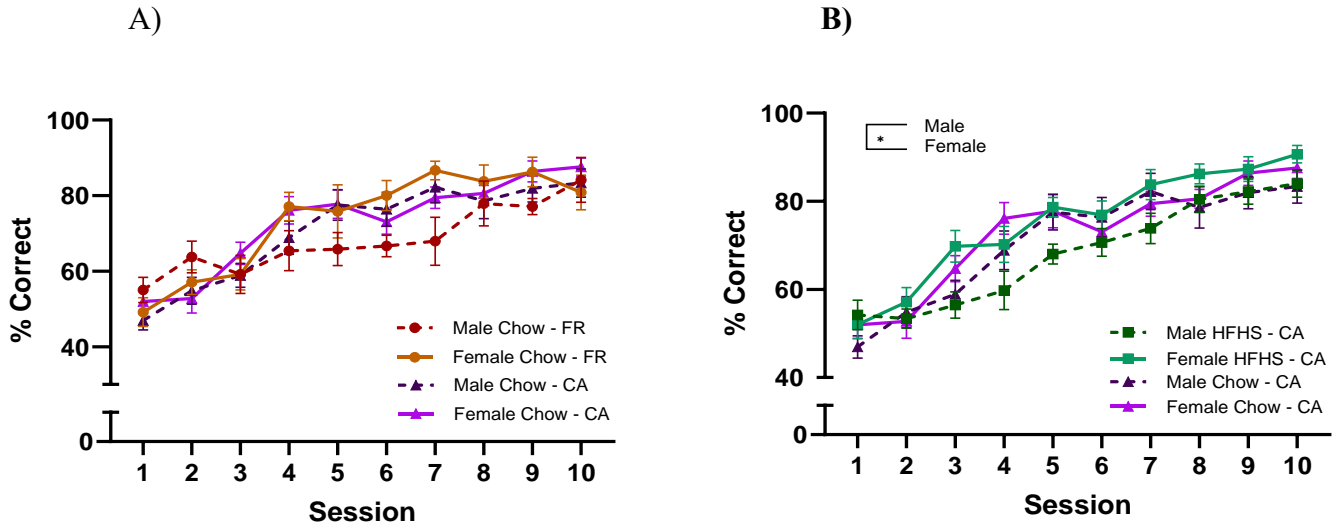 A)
% Correct
100
80
60
40
0
Male Chow - FR
Female Chow - FR
Male Chow - CA
Female Chow - CA
1 2 3 4 5 6 7 8 9 10
Session
B)
% Correct
100
80
60
40
0
*
Male
Female
Male HFHS - CA
Female HFHS - CA
Male Chow - CA
Female Chow - CA
1 2 3 4 5 6 7 8 9 10
Session